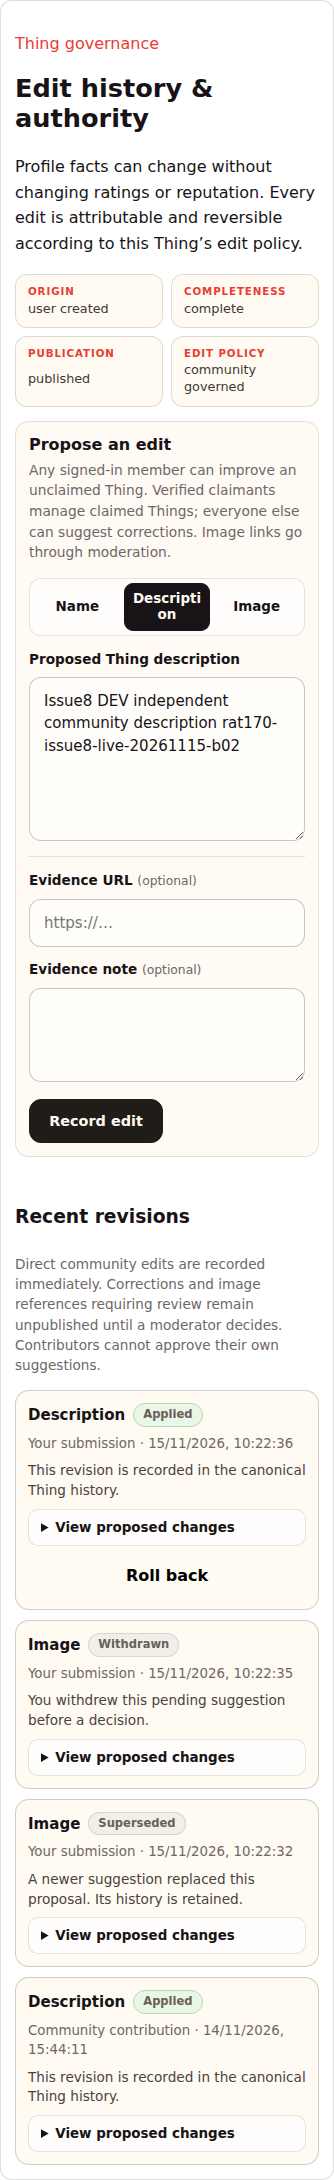 Thing governance
Edit history &
authority
Profile facts can change without
changing ratings or reputation. Every
edit is attributable and reversible
according to this Thing’s edit policy.
ORIGIN
user created
COMPLETENESS
complete
PUBLICATION
published
EDIT POLICY
community
governed
Propose an edit
Any signed-in member can improve an
unclaimed Thing. Verified claimants
manage claimed Things; everyone else
can suggest corrections. Image links go
through moderation.
Name
Descripti
on
Image
Proposed Thing description
Issue8 DEV independent
community description rat170-
issue8-live-20261115-b02
Evidence URL (optional)
https://...
Evidence note (optional)
Record edit
Recent revisions
Direct community edits are recorded
immediately. Corrections and image
references requiring review remain
unpublished until a moderator decides.
Contributors cannot approve their own
suggestions.
Description Applied
Your submission · 15/11/2026, 10:22:36
This revision is recorded in the canonical
Thing history.
▶ View proposed changes
Roll back
Image Withdrawn
Your submission · 15/11/2026, 10:22:35
You withdrew this pending suggestion
before a decision.
▶ View proposed changes
Image Superseded
Your submission · 15/11/2026, 10:22:32
A newer suggestion replaced this
proposal. Its history is retained.
▶ View proposed changes
Description Applied
Community contribution · 14/11/2026,
15:44:11
This revision is recorded in the canonical
Thing history.
▶ View proposed changes